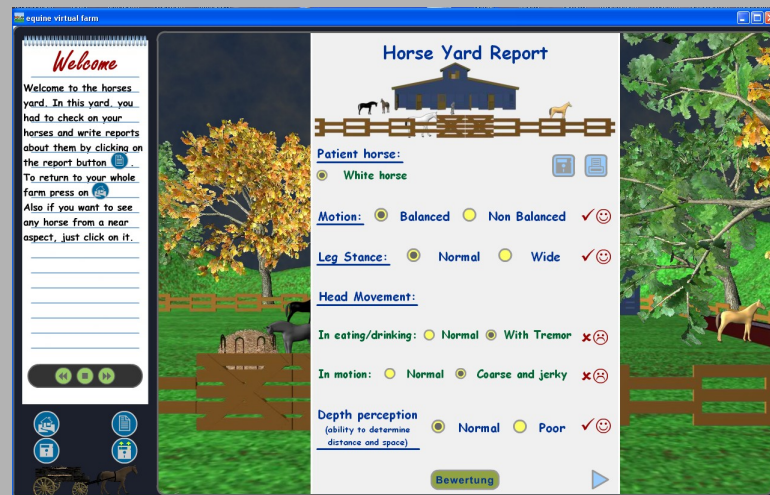 equine virtual farm
Welcome
Welcome to the horses
yard. In this yard, you
had to check on your
horses and write reports
about them by clicking on
the report button .
To return to your whole
farm press on
Also if you want to see
any horse from a near
aspect, just click on it.
Horse Yard Report
Patient horse:
White horse
Motion: Balanced Non Balanced
Leg Stance: Normal Wide
Head Movement:
In eating/drinking: Normal With Tremor
In motion: Normal Coarse and jerky
Depth perception
(ability to determine
distance and space)
Normal Poor
Bewertung